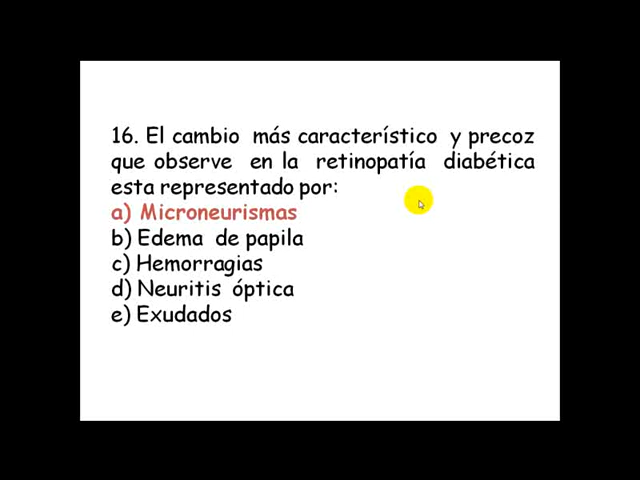 16. El cambio más característico y precoz
que observe en la retinopatía diabética
esta representado por:
a) Microneurismas
b) Edema de papila
c) Hemorragias
d) Neuritis óptica
e) Exudados